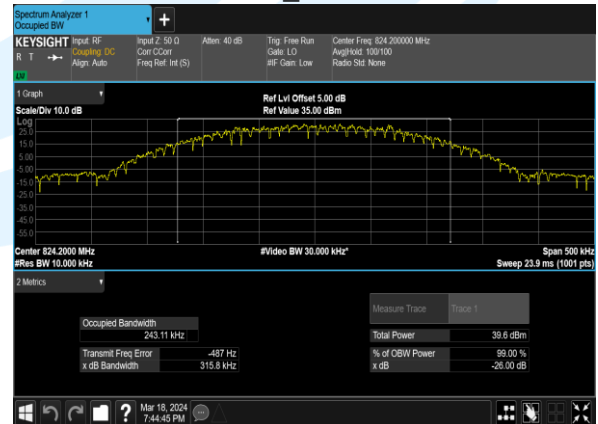 Spectrum Analyzer 1
Occupied BW
+
KEYSIGHT Input: RF Input Z: 50 Ω Atten: 40 dB Trig: Free Run Center Freq: 824.200000 MHz
R T Coupling: DC Corr CCorr Gate: LO Avg|Hold: 100/100
Align: Auto Freq Ref: Int (S) #IF Gain: Low Radio Std: None
LW
1 Graph
Ref Lvl Offset 5.00 dB
Scale/Div 10.0 dB Ref Value 35.00 dBm
Log
25.0
15.0
5.00
-5.00
-15.0
-25.0
-35.0
-45.0
-55.0
Center 824.2000 MHz #Video BW 30.000 kHz* Span 500 kHz
#Res BW 10.000 kHz Sweep 23.9 ms (1001 pts)
2 Metrics
Measure Trace Trace 1
Occupied Bandwidth
243.11 kHz Total Power 39.6 dBm
Transmit Freq Error -487 Hz % of OBW Power 99.00 %
x dB Bandwidth 315.8 kHz x dB -26.00 dB
?
Mar 18, 2024
7:44:45 PM